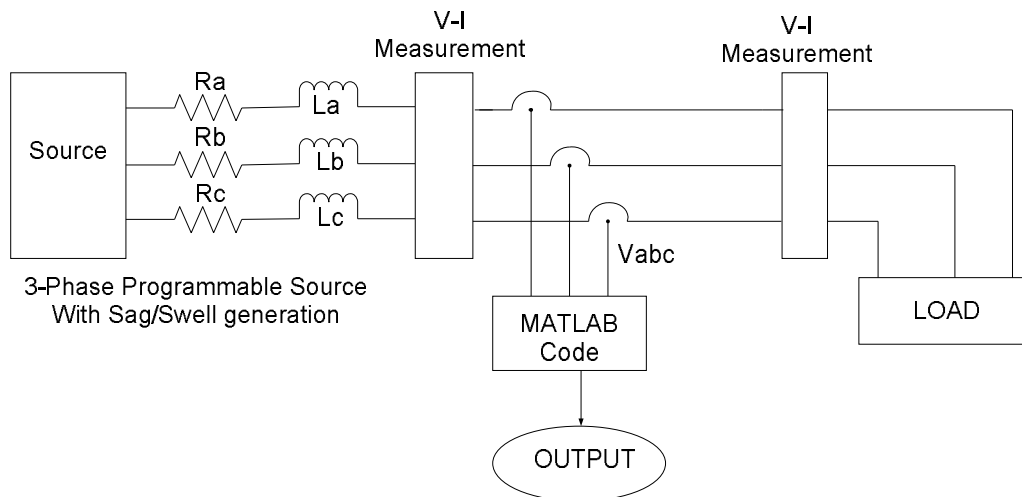 V-I
Measurement
V-I
Measurement
Ra
La
Source
Rb
Lb
Rc
Lc
Vabc
3-Phase Programmable Source
With Sag/Swell generation
MATLAB
Code
LOAD
OUTPUT